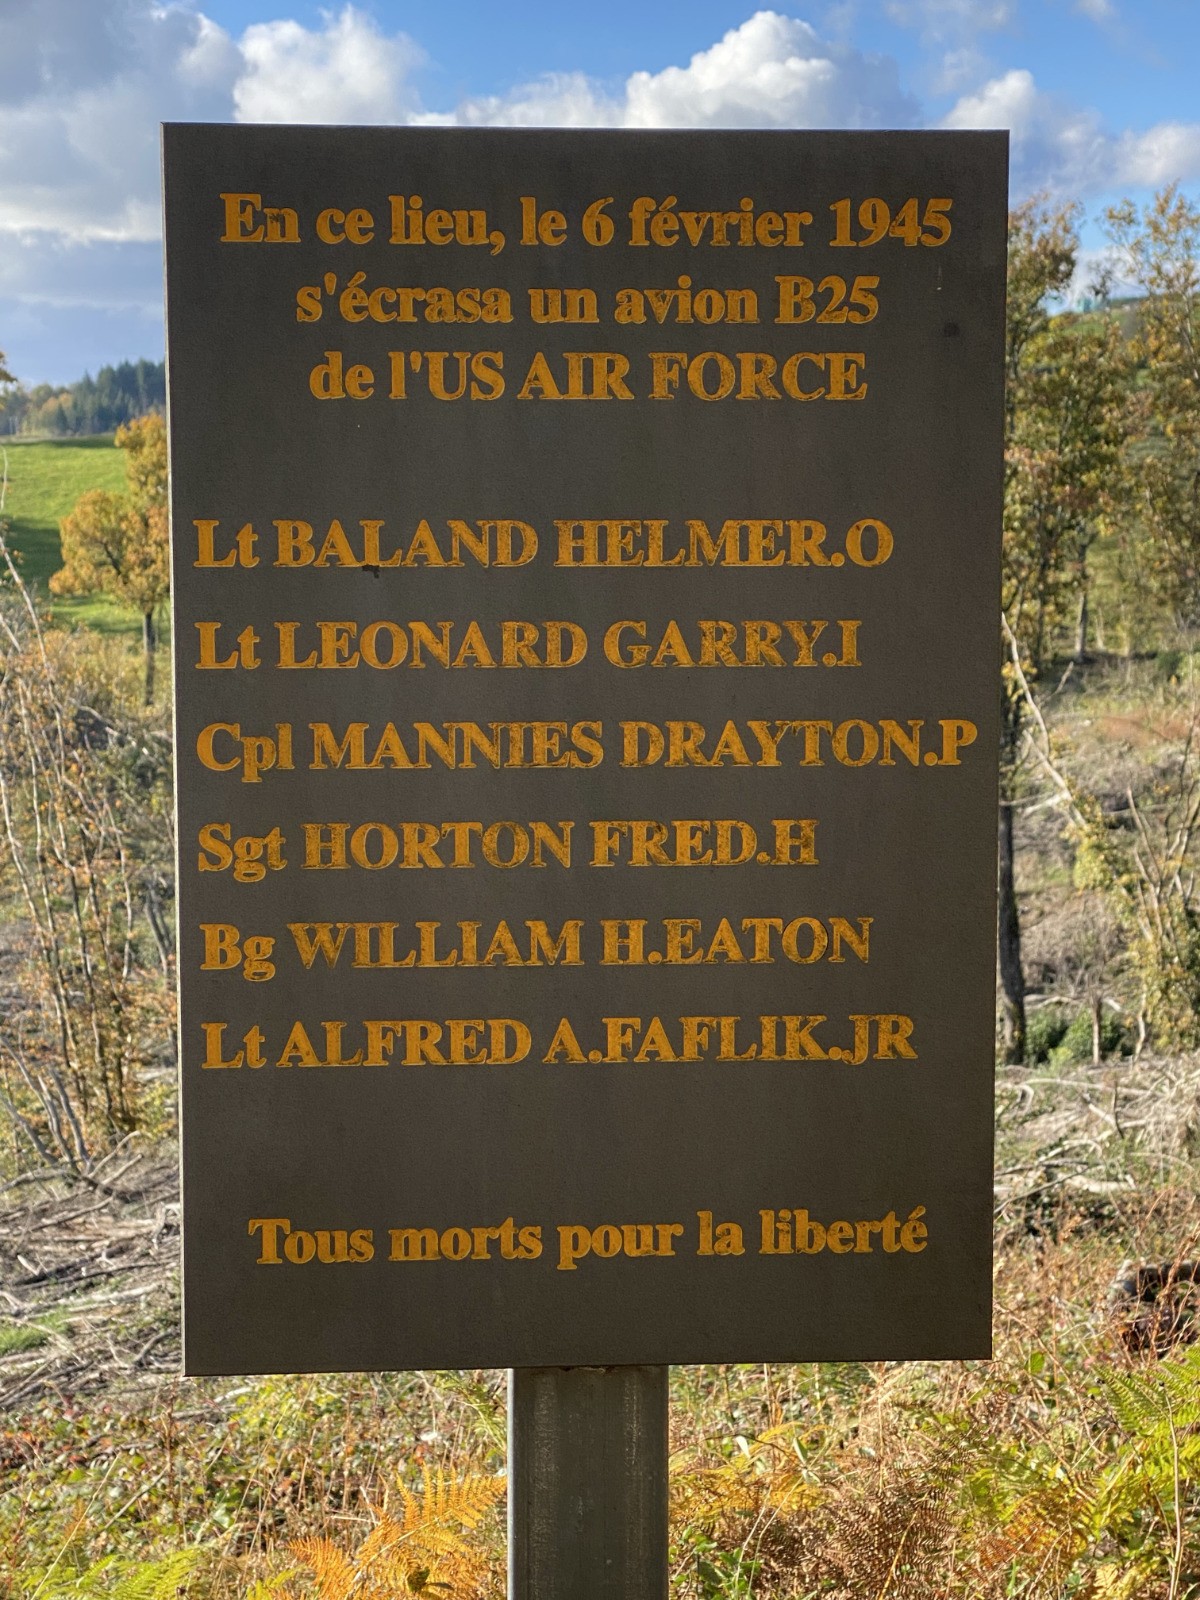 En ce lieu, le 6 février 1945
s'écrasa un avion B25
de l'US AIR FORCE
Lt BALAND HELMER.O
Lt LEONARD GARRY.I
Cpl MANNIES DRAYTON.P
Sgt HORTON FRED.H
Bg WILLIAM H.EATON
Lt ALFRED A.FAFLIK.JR
Tous morts pour la liberté